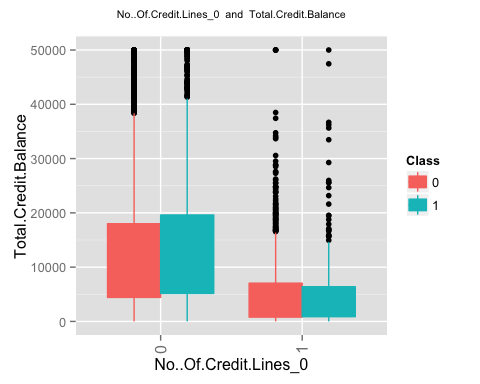 No..Of.Credit.Lines_0 and Total.Credit.Balance
50000
40000
30000
20000
10000
0
Total.Credit.Balance
0
1
No..Of.Credit.Lines_0
Class
0
1